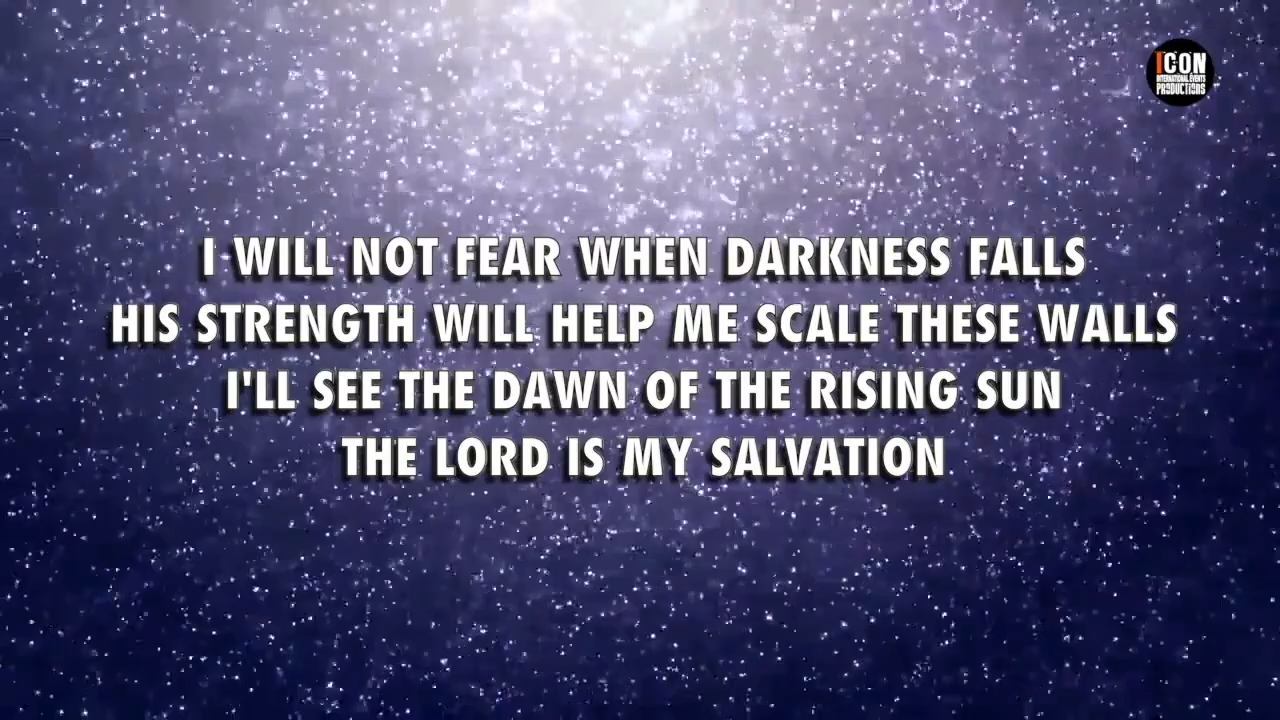 ICON
INTERNATIONAL EVENTS
PRODUCTIONS
I WILL NOT FEAR WHEN DARKNESS FALLS
HIS STRENGTH WILL HELP ME SCALE THESE WALLS
I'LL SEE THE DAWN OF THE RISING SUN
THE LORD IS MY SALVATION